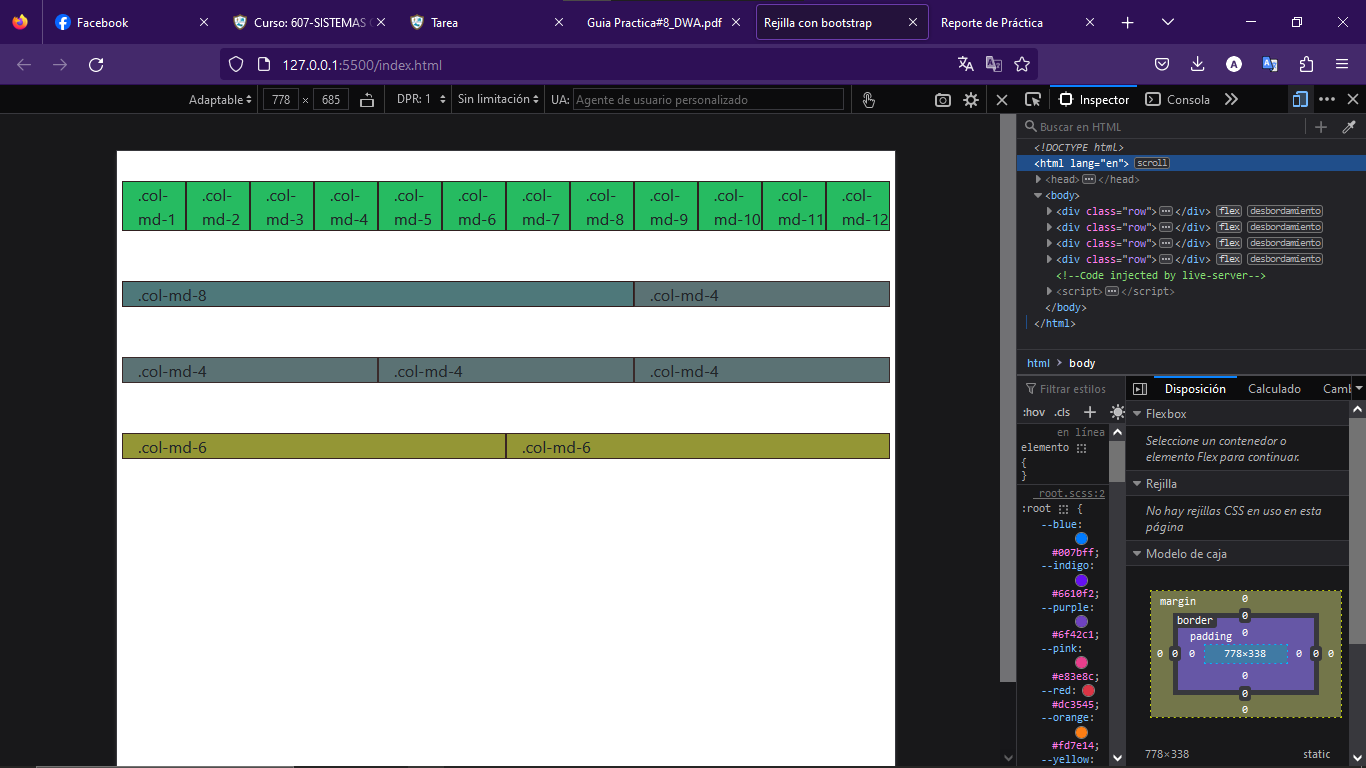 Facebook
Curso: 607-SISTEMAS
Tarea
Guia Practica#8_DWA.pdf
Rejilla con bootstrap
Reporte de Práctica
127.0.0.1:5500/index.html
Adaptable 778 × 685 DPR: 1 Sin limitación UA: Agente de usuario personalizado
Inspector Consola
Buscar en HTML
<!DOCTYPE html>
<html lang="en"> scroll
<head> ••• </head>
<body>
<div class="row"> ••• </div> flex desbordamiento
<div class="row"> ••• </div> flex desbordamiento
<div class="row"> ••• </div> flex desbordamiento
<div class="row"> ••• </div> flex desbordamiento
<!--Code injected by live-server-->
<script> ••• </script>
</body>
</html>
.col-md-1
.col-md-2
.col-md-3
.col-md-4
.col-md-5
.col-md-6
.col-md-7
.col-md-8
.col-md-9
.col-md-10
.col-md-11
.col-md-12
.col-md-8 .col-md-4
.col-md-4 .col-md-4 .col-md-4
.col-md-6 .col-md-6
html > body
Filtrar estilos
:hov .cls +
en línea
elemento
{
}
_root.scss:2
:root {
--blue:
#007bff;
--indigo:
#6610f2;
--purple:
#6f42c1;
--pink:
#e83e8c;
--red:
#dc3545;
--orange:
#fd7e14;
--yellow:
Disposición Calculado Caml
Flexbox
Seleccione un contenedor o
elemento Flex para continuar.
Rejilla
No hay rejillas CSS en uso en esta
página
Modelo de caja
margin 0
border 0
padding 0
0 0 0 778×338 0 0 0
0
0
0
778×338 static